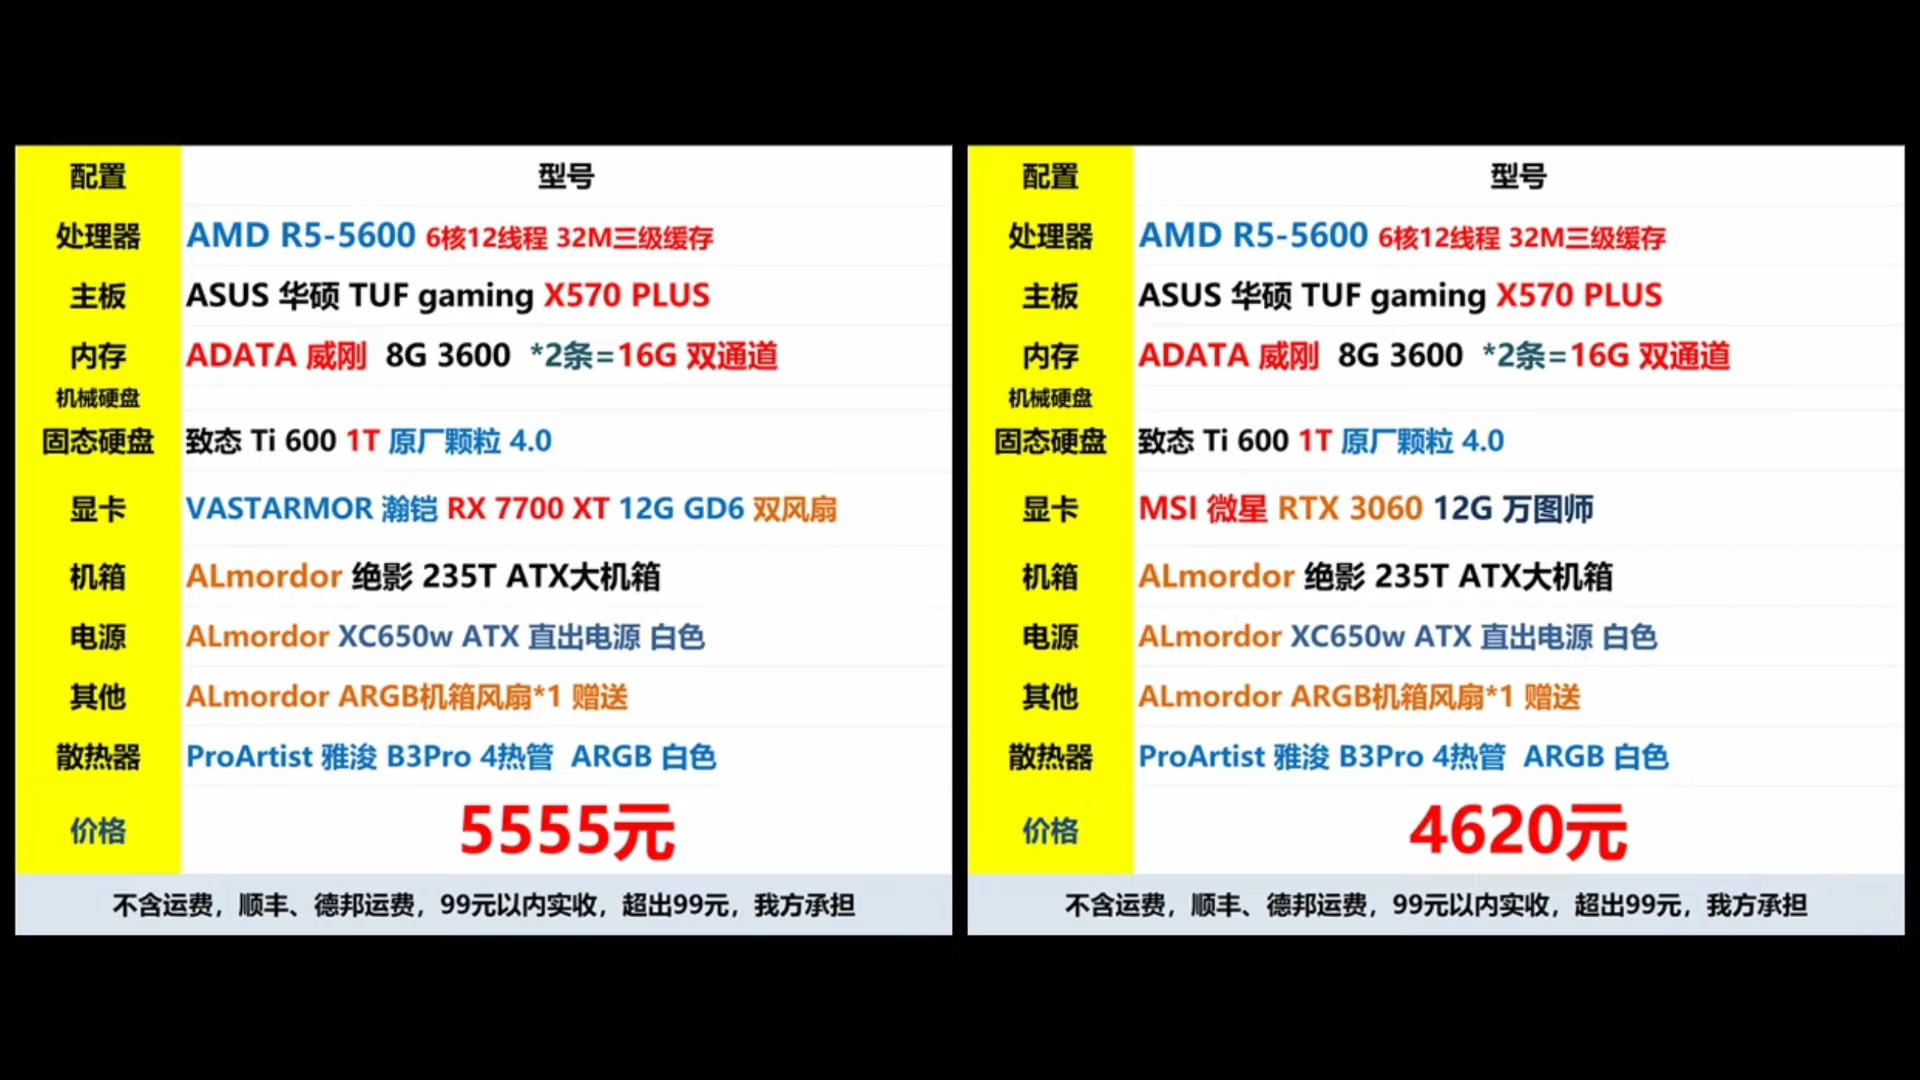 配置 型号
处理器 AMD R5-5600 6核12线程 32M三级缓存
主板 ASUS 华硕 TUF gaming X570 PLUS
内存 ADATA 威刚 8G 3600 *2条=16G 双通道
机械硬盘
固态硬盘 致态 Ti 600 1T 原厂颗粒 4.0
显卡 VASTARMOR 瀚铠 RX 7700 XT 12G GD6 双风扇
机箱 ALmordor 绝影 235T ATX大机箱
电源 ALmordor XC650w ATX 直出电源 白色
其他 ALmordor ARGB机箱风扇*1 赠送
散热器 ProArtist 雅浚 B3Pro 4热管 ARGB 白色
价格 5555元
不含运费，顺丰、德邦运费，99元以内实收，超出99元，我方承担
配置 型号
处理器 AMD R5-5600 6核12线程 32M三级缓存
主板 ASUS 华硕 TUF gaming X570 PLUS
内存 ADATA 威刚 8G 3600 *2条=16G 双通道
机械硬盘
固态硬盘 致态 Ti 600 1T 原厂颗粒 4.0
显卡 MSI 微星 RTX 3060 12G 万图师
机箱 ALmordor 绝影 235T ATX大机箱
电源 ALmordor XC650w ATX 直出电源 白色
其他 ALmordor ARGB机箱风扇*1 赠送
散热器 ProArtist 雅浚 B3Pro 4热管 ARGB 白色
价格 4620元
不含运费，顺丰、德邦运费，99元以内实收，超出99元，我方承担